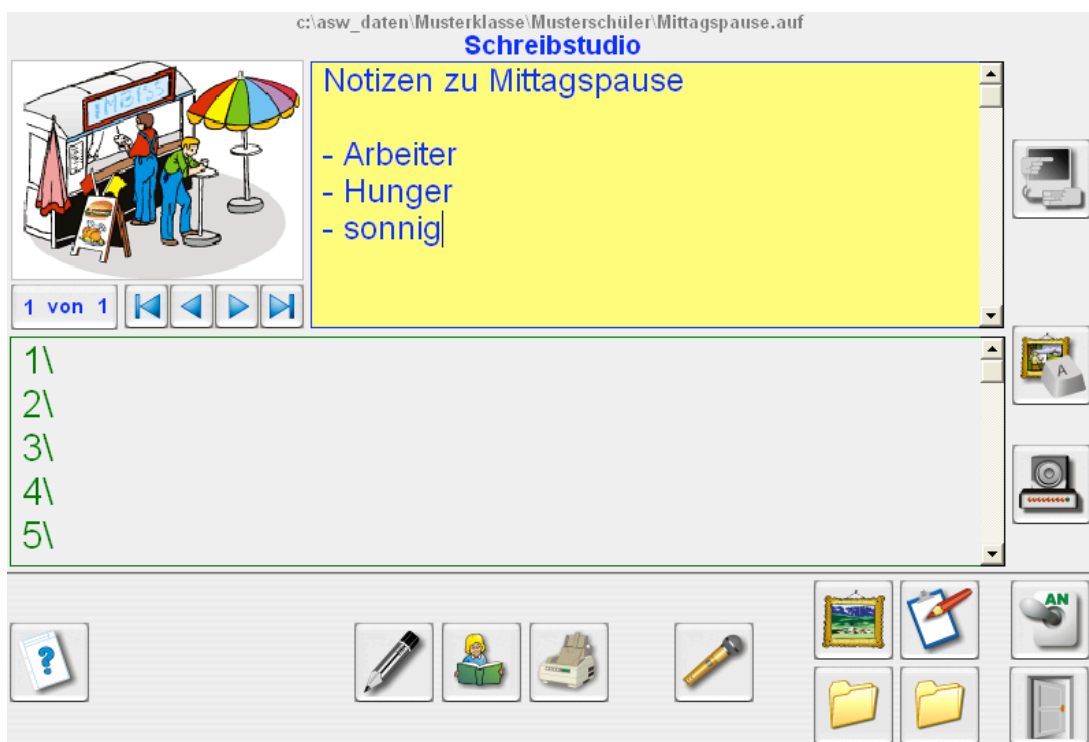 c:\asw_daten\Musterklasse\Musterschüler\Mittagspause.auf
Schreibstudio
IMBISS
Notizen zu Mittagspause
- Arbeiter
- Hunger
- sonnig
1 von 1
1\
2\
3\
4\
5\
A
AN
?